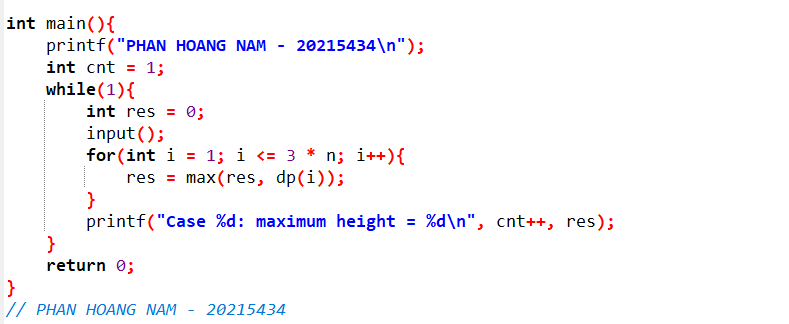 int main(){
    printf("PHAN HOANG NAM - 20215434\n");
    int cnt = 1;
    while(1){
        int res = 0;
        input();
        for(int i = 1; i <= 3 * n; i++){
            res = max(res, dp(i));
        }
        printf("Case %d: maximum height = %d\n", cnt++, res);
    }
    return 0;
}
// PHAN HOANG NAM - 20215434